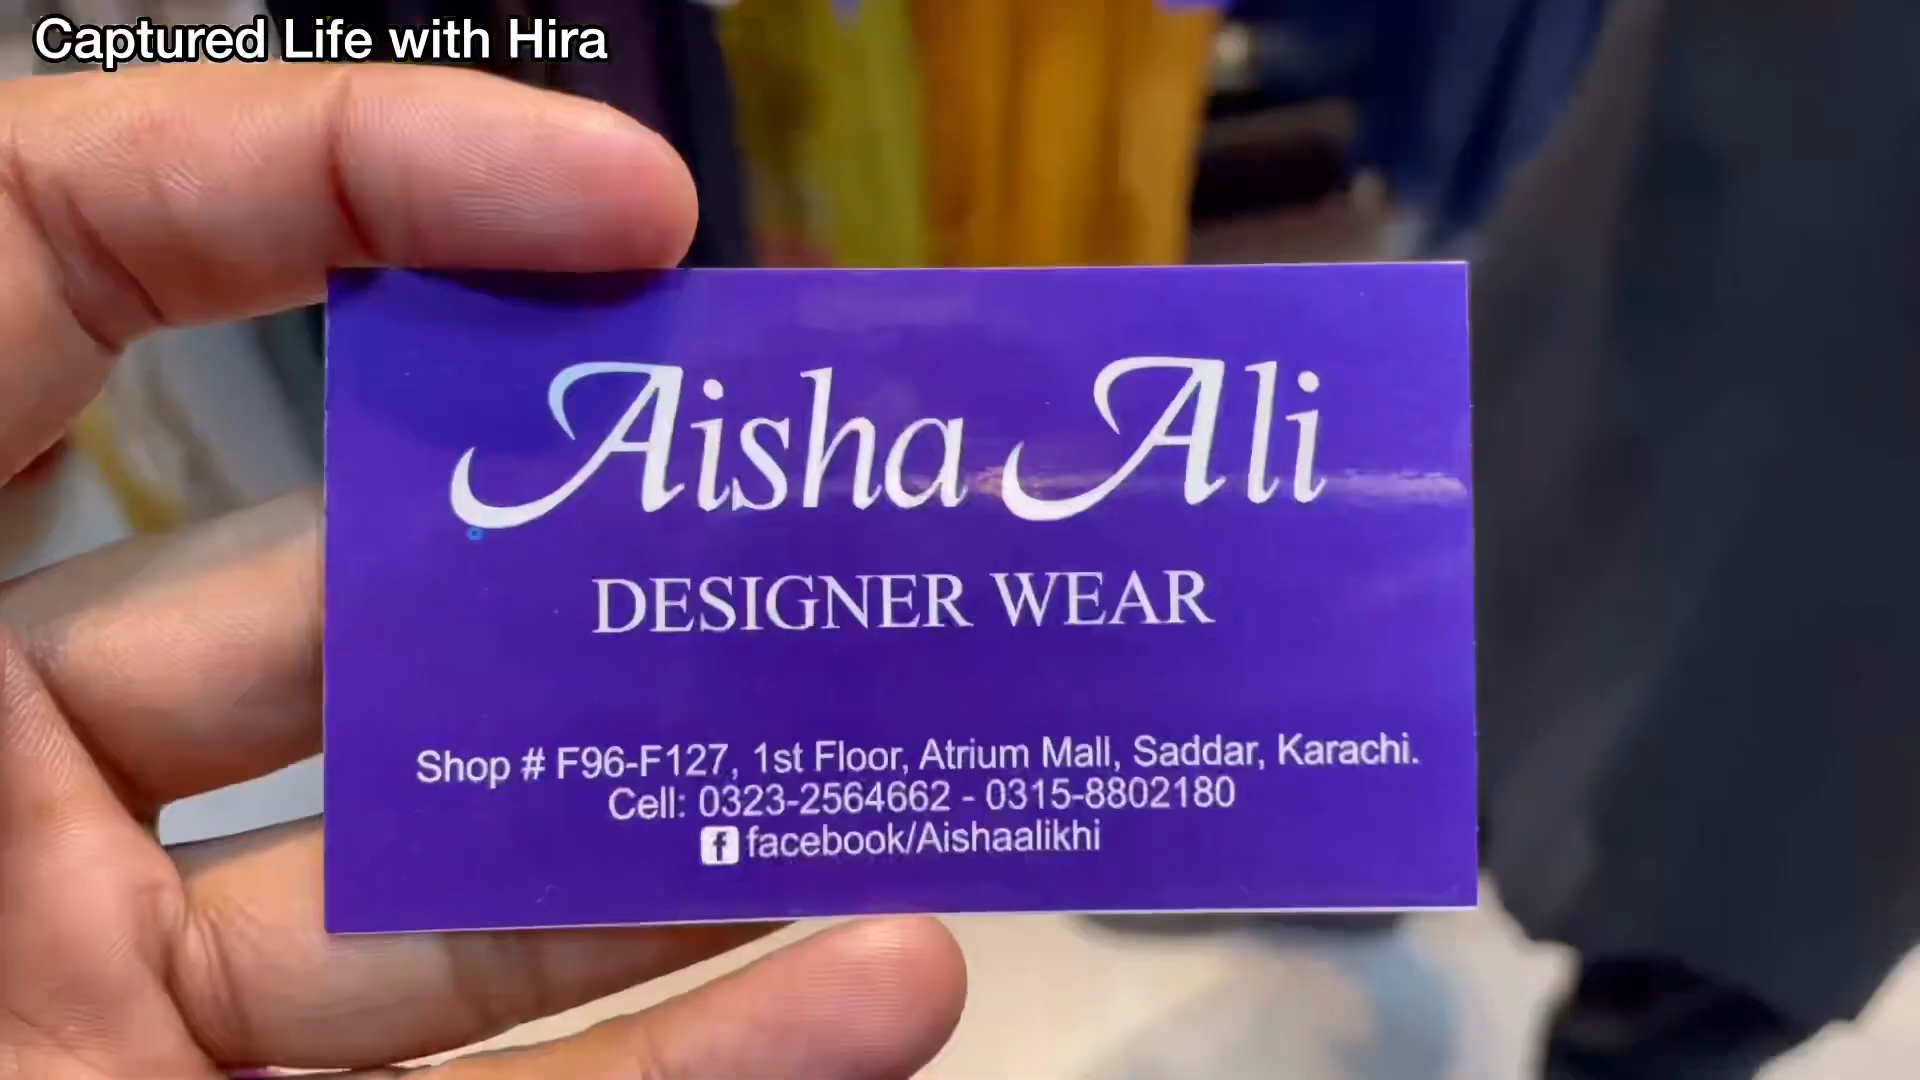 Captured Life with Hira
Aisha Ali
DESIGNER WEAR
Shop # F96-F127, 1st Floor, Atrium Mall, Saddar, Karachi.
Cell: 0323-2564662 - 0315-8802180
facebook/Aishaalikhi